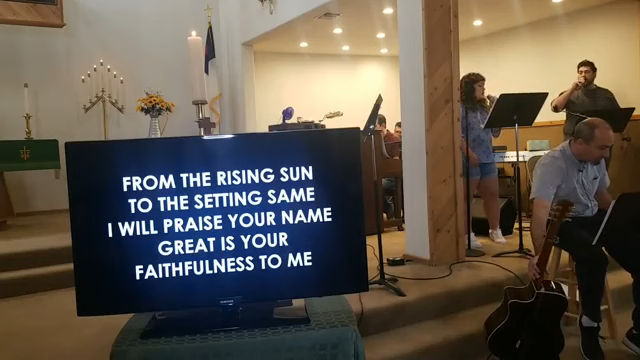 FROM THE RISING SUN
TO THE SETTING SAME
I WILL PRAISE YOUR NAME
GREAT IS YOUR
FAITHFULNESS TO ME